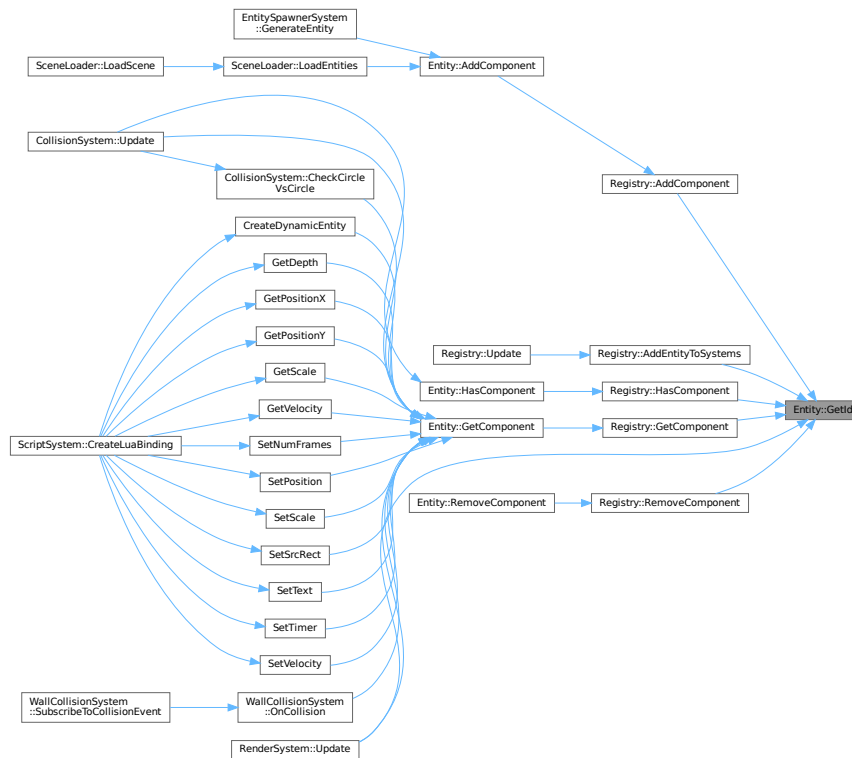 EntitySpawnerSystem
::GenerateEntity
SceneLoader::LoadScene
SceneLoader::LoadEntities
Entity::AddComponent
CollisionSystem::Update
CollisionSystem::CheckCircle
VsCircle
Registry::AddComponent
CreateDynamicEntity
GetDepth
GetPositionX
GetPositionY
Registry::Update
Registry::AddEntityToSystems
GetScale
Entity::HasComponent
Registry::HasComponent
GetVelocity
Entity::GetId
Entity::GetComponent
Registry::GetComponent
ScriptSystem::CreateLuaBinding
SetNumFrames
SetPosition
Entity::RemoveComponent
Registry::RemoveComponent
SetScale
SetSrcRect
SetText
SetTimer
SetVelocity
WallCollisionSystem
::SubscribeToCollisionEvent
WallCollisionSystem
::OnCollision
RenderSystem::Update